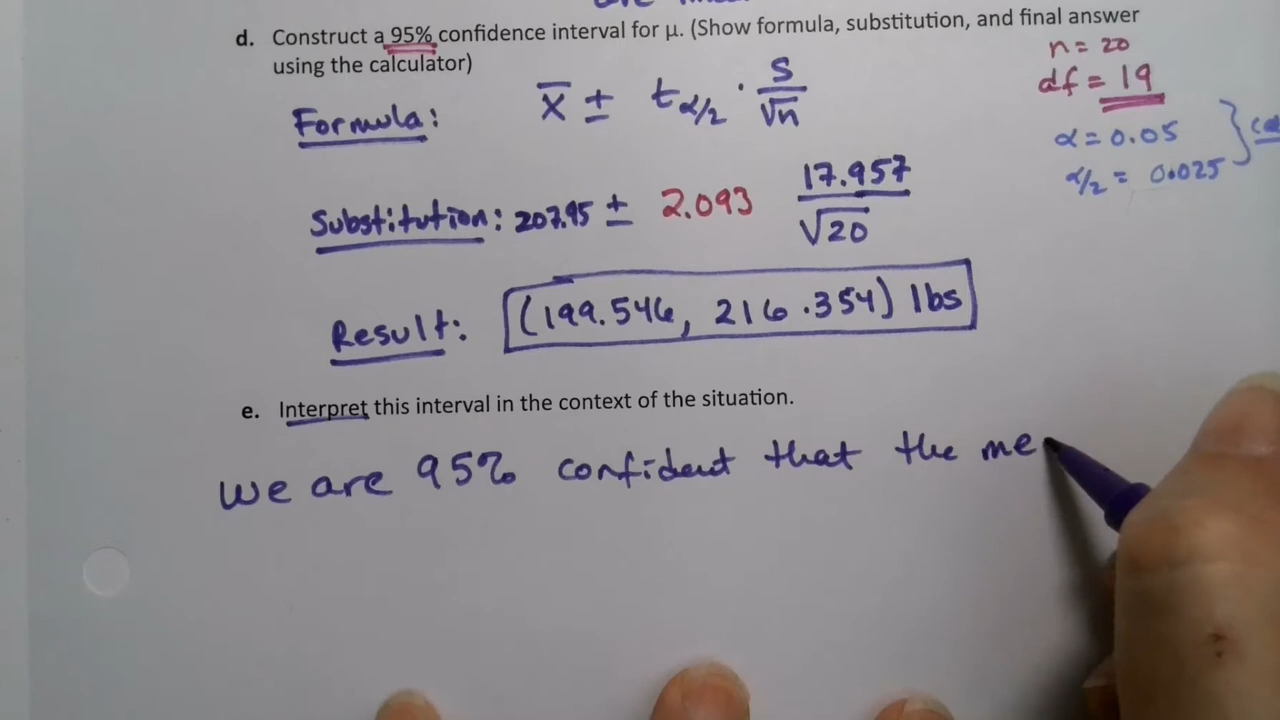 d. Construct a 95% confidence interval for μ. (Show formula, substitution, and final answer
using the calculator)
n = 20
df = 19
α = 0.05
α/2 = 0.025
Formula: x̄ ± t α/2 · s/√n
Substitution: 207.95 ± 2.093 17.957/√20
Result: (199.546, 216.354) lbs
e. Interpret this interval in the context of the situation.
We are 95% confident that the me